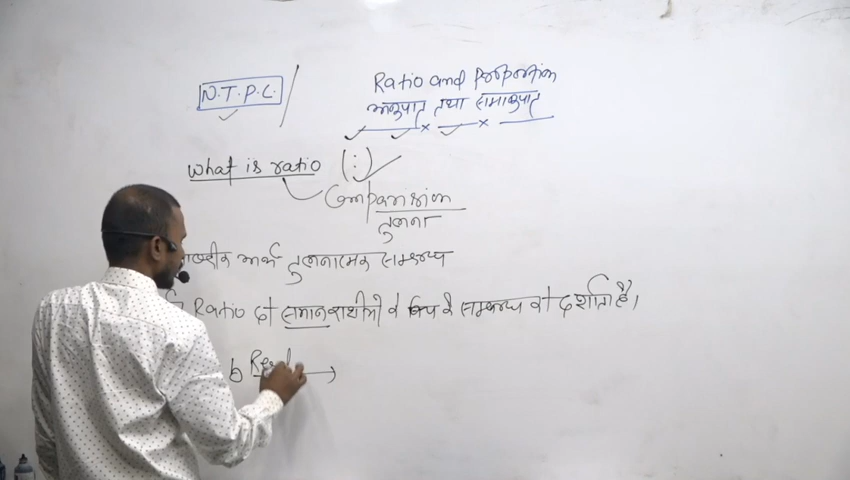 N.T.P.C.
Ratio and Proportion
अनुपात तथा समानुपात
What is ratio (:)
Comparision
तुलना
अर्थ तुलनात्मक सम्बन्ध
Ratio दो समान राशीओ के बिच के सम्बन्ध को दर्शाता है।
b